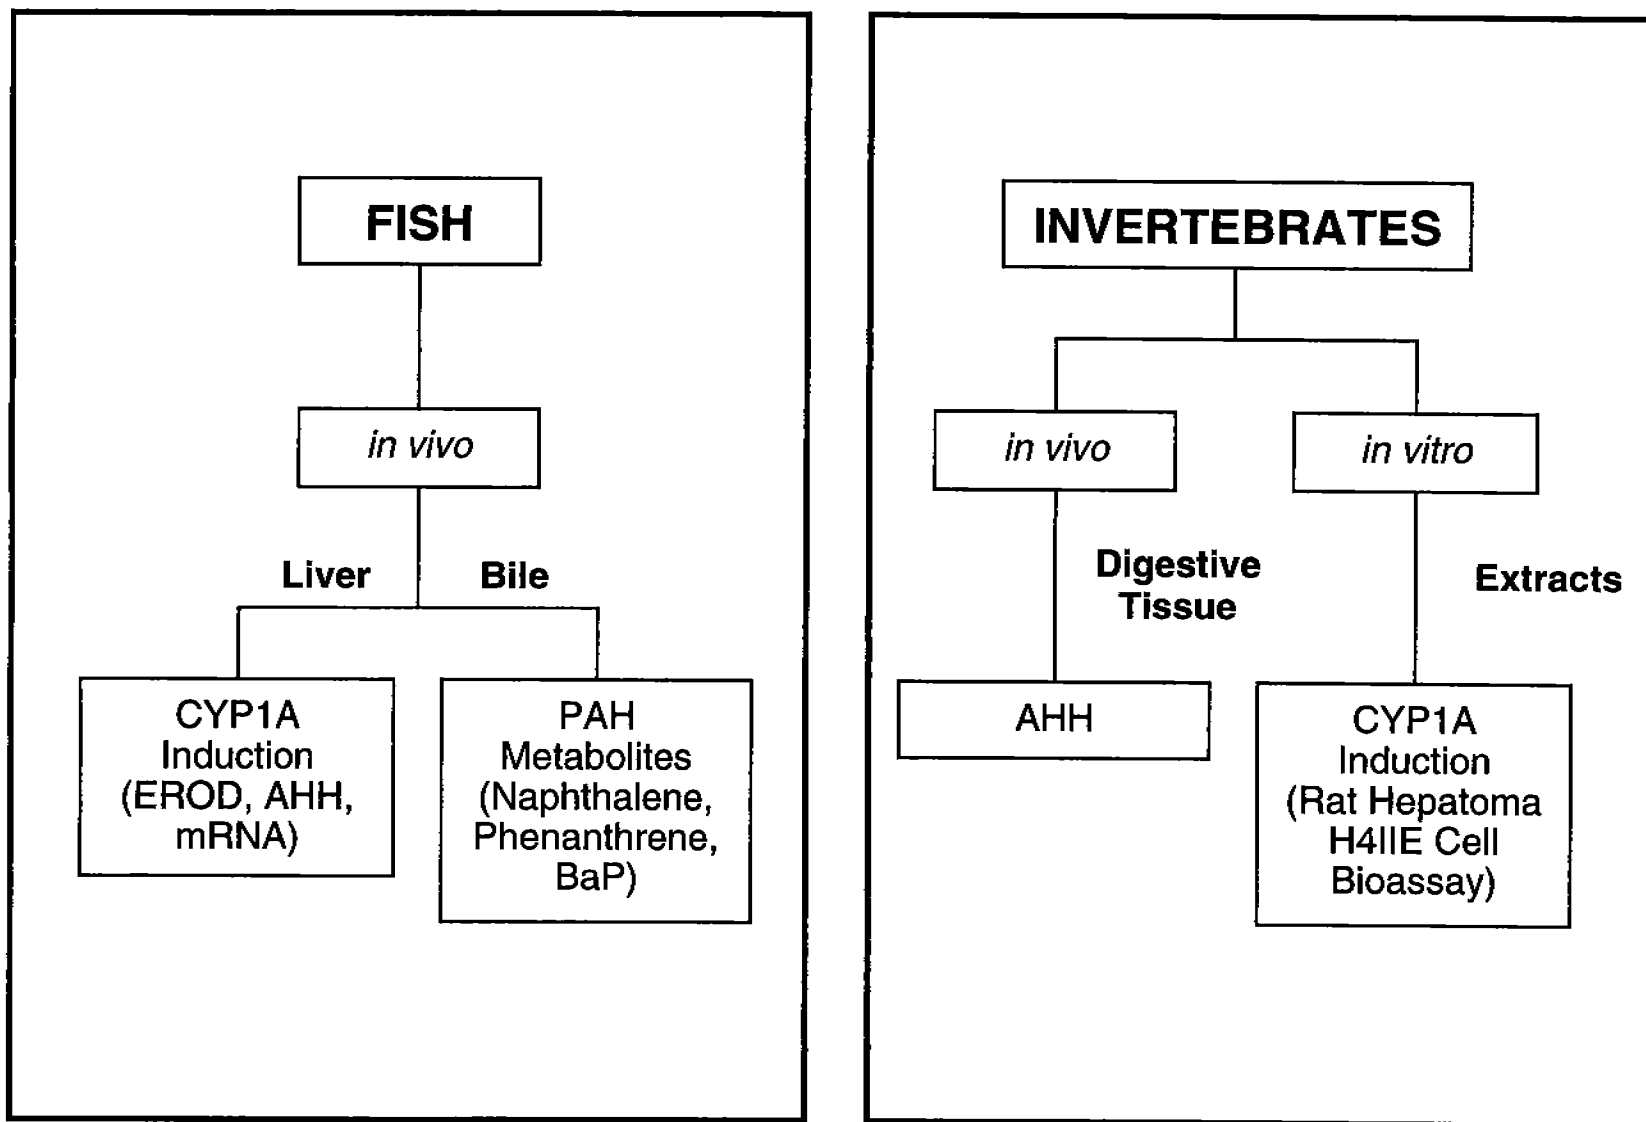 FISH
in vivo
Liver
Bile
CYP1A
Induction
(EROD, AHH,
mRNA)
PAH
Metabolites
(Naphthalene,
Phenanthrene,
BaP)
INVERTEBRATES
in vivo
in vitro
Digestive
Tissue
Extracts
AHH
CYP1A
Induction
(Rat Hepatoma
H4IIE Cell
Bioassay)